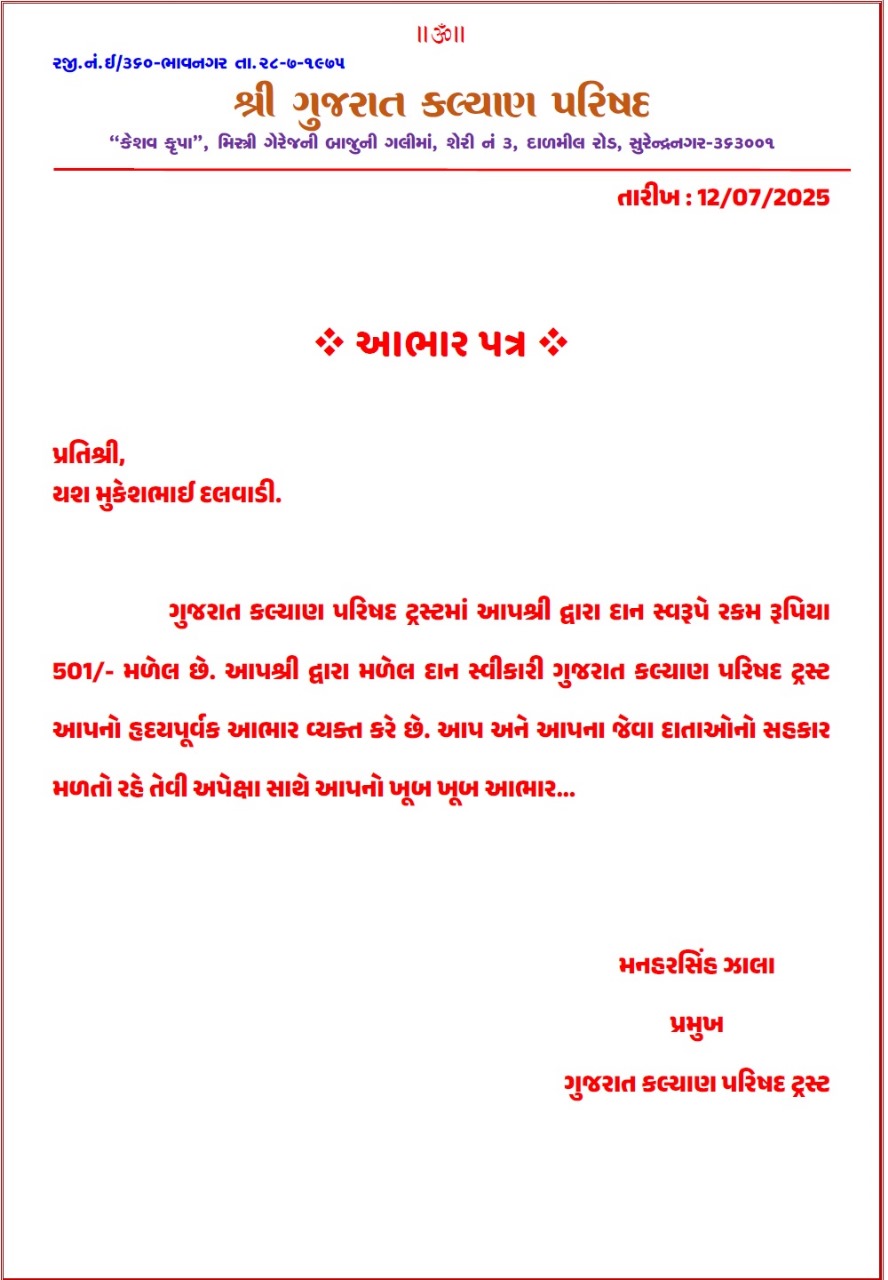 ॥ॐ॥
રજી.નં.ઈ/૩૬૦-ભાવનગર તા.૨૮-૭-૧૯૭૫
શ્રી ગુજરાત કલ્યાણ પરિષદ
“કેશવ કૃપા”, મિસ્ત્રી ગેરેજની બાજુની ગલીમાં, શેરી નં ૩, દાળમીલ રોડ, સુરેન્દ્રનગર-૩૬૩૦૦૧
તારીખ : 12/07/2025
❖ આભાર પત્ર ❖
પ્રતિશ્રી,
યશ મુકેશભાઈ દલવાડી.
ગુજરાત કલ્યાણ પરિષદ ટ્રસ્ટમાં આપશ્રી દ્વારા દાન સ્વરૂપે રકમ રૂપિયા
501/- મળેલ છે. આપશ્રી દ્વારા મળેલ દાન સ્વીકારી ગુજરાત કલ્યાણ પરિષદ ટ્રસ્ટ
આપનો હૃદયપૂર્વક આભાર વ્યક્ત કરે છે. આપ અને આપના જેવા દાતાઓનો સહકાર
મળતો રહે તેવી અપેક્ષા સાથે આપનો ખૂબ ખૂબ આભાર...
મનહરસિંહ ઝાલા
પ્રમુખ
ગુજરાત કલ્યાણ પરિષદ ટ્રસ્ટ